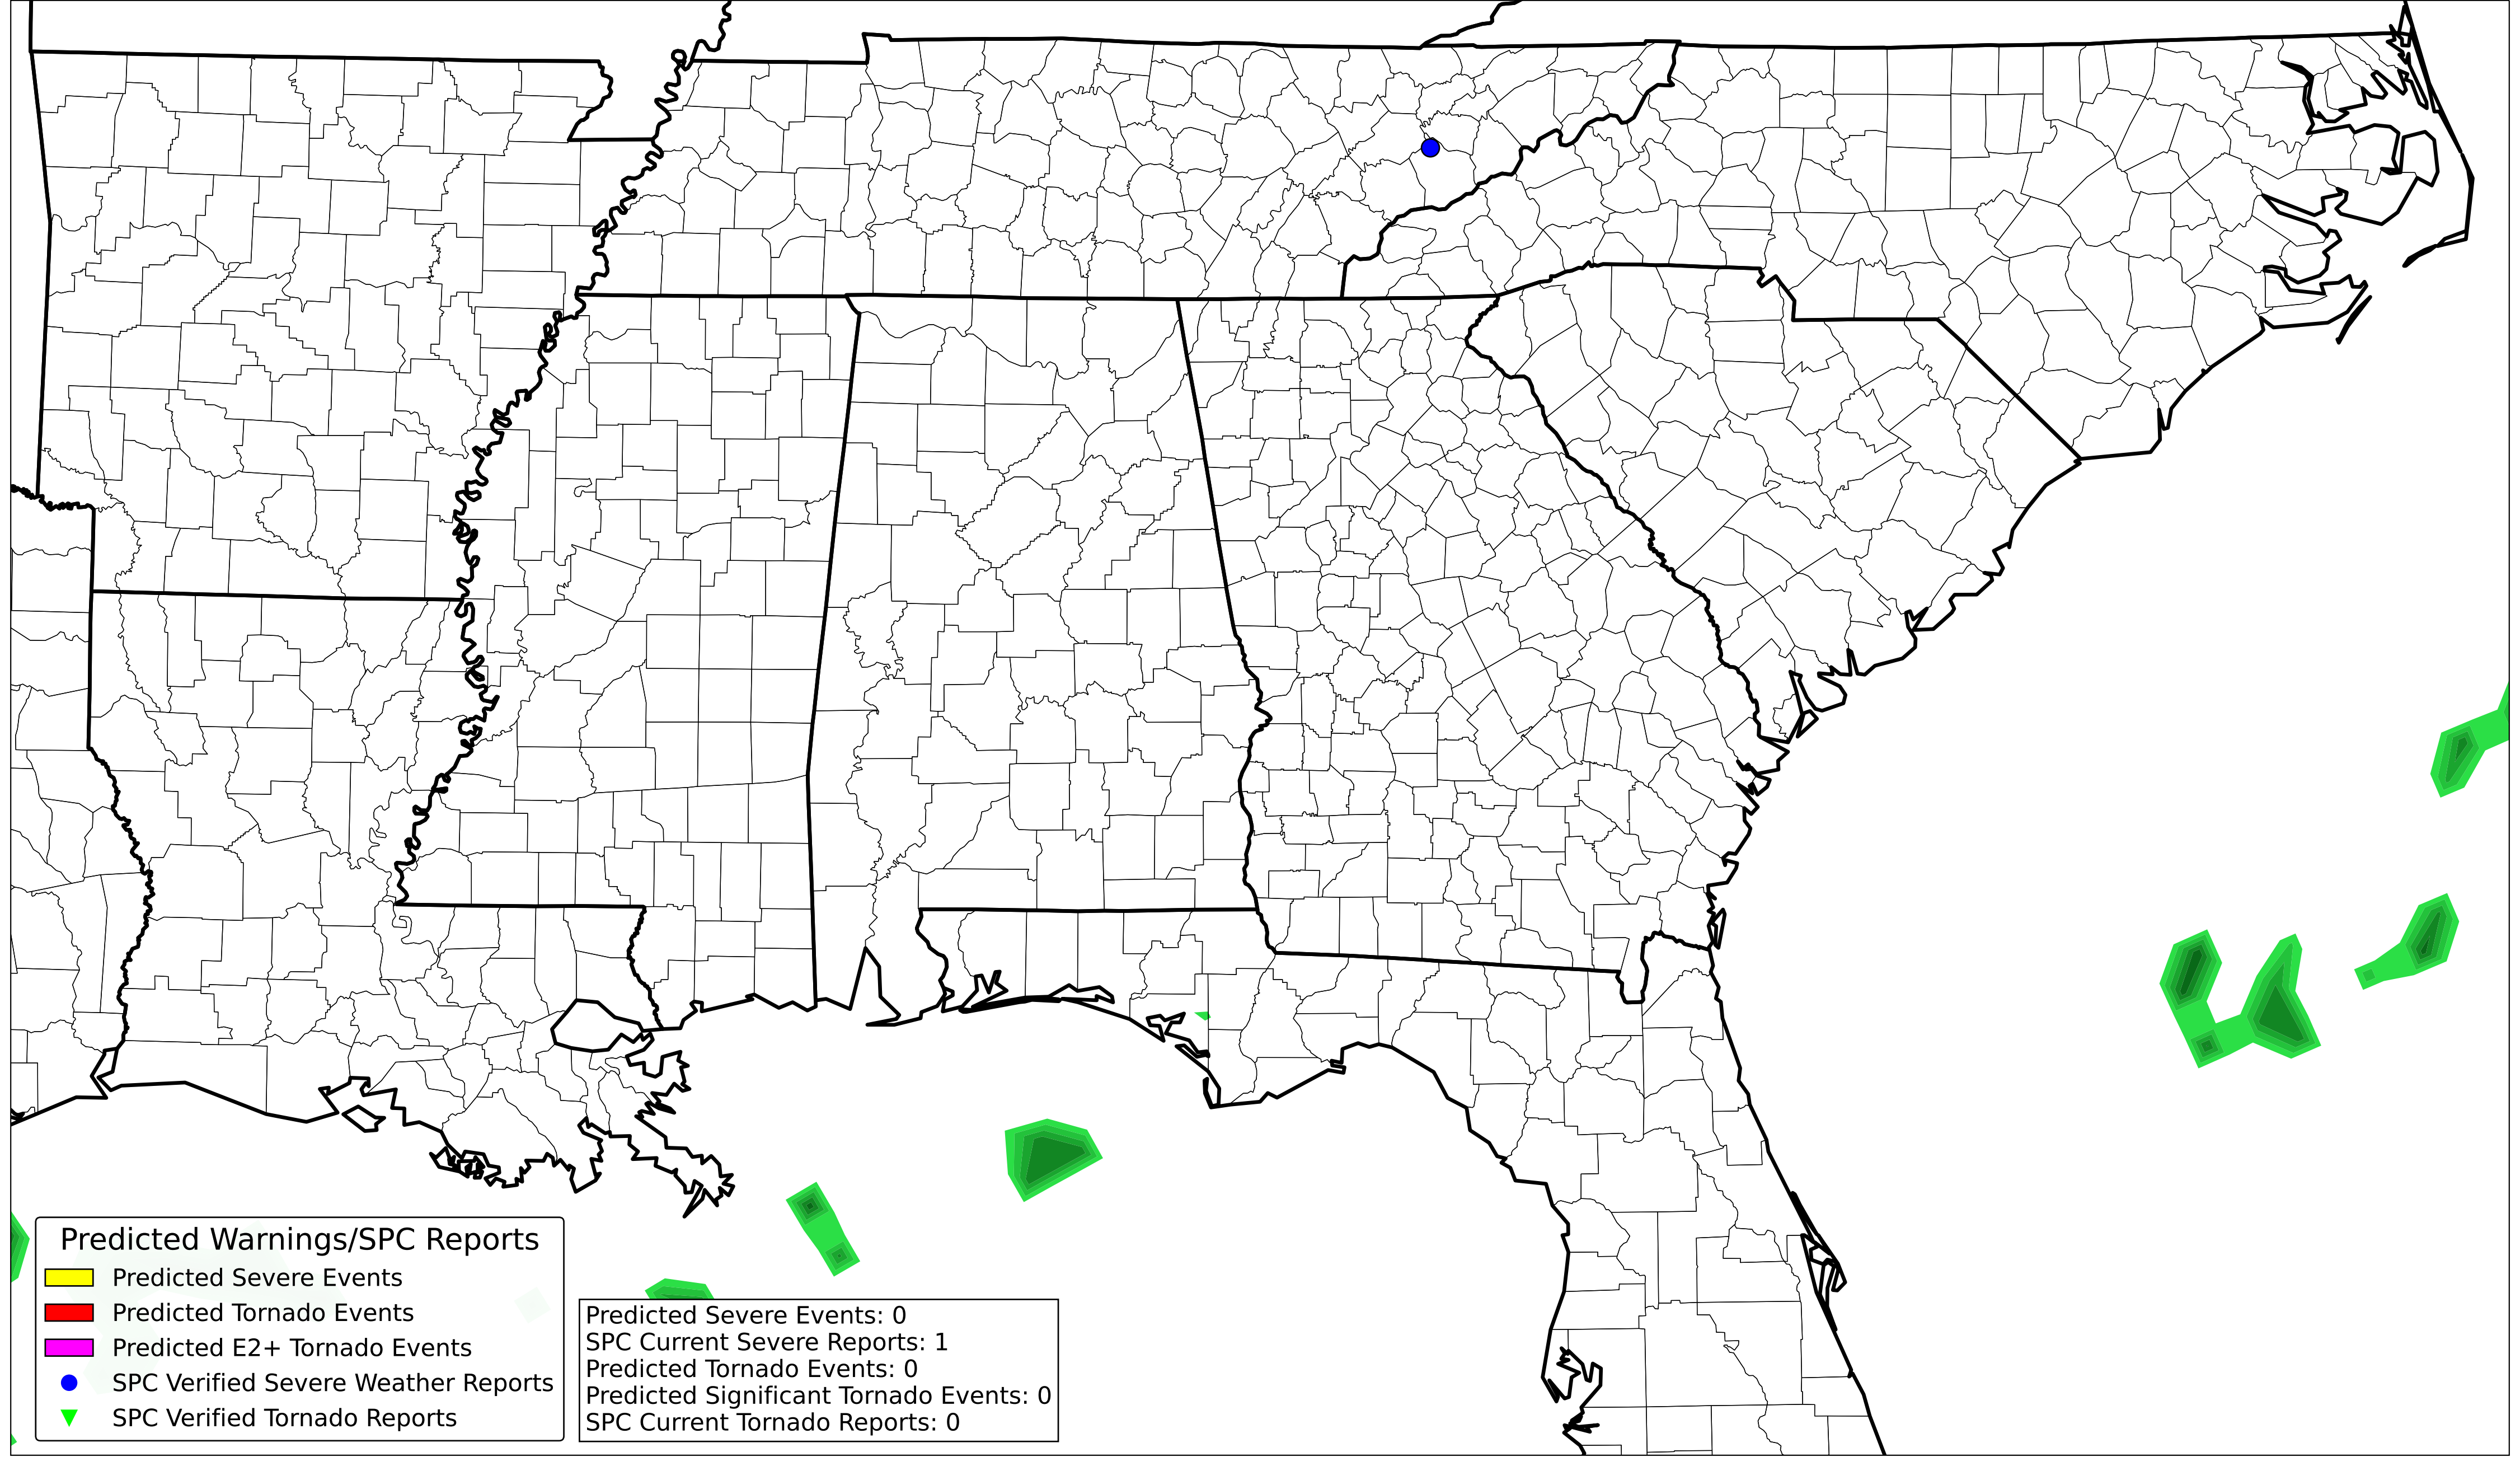 Predicted Warnings/SPC Reports
Predicted Severe Events
Predicted Tornado Events
Predicted E2+ Tornado Events
SPC Verified Severe Weather Reports
SPC Verified Tornado Reports
Predicted Severe Events: 0
SPC Current Severe Reports: 1
Predicted Tornado Events: 0
Predicted Significant Tornado Events: 0
SPC Current Tornado Reports: 0